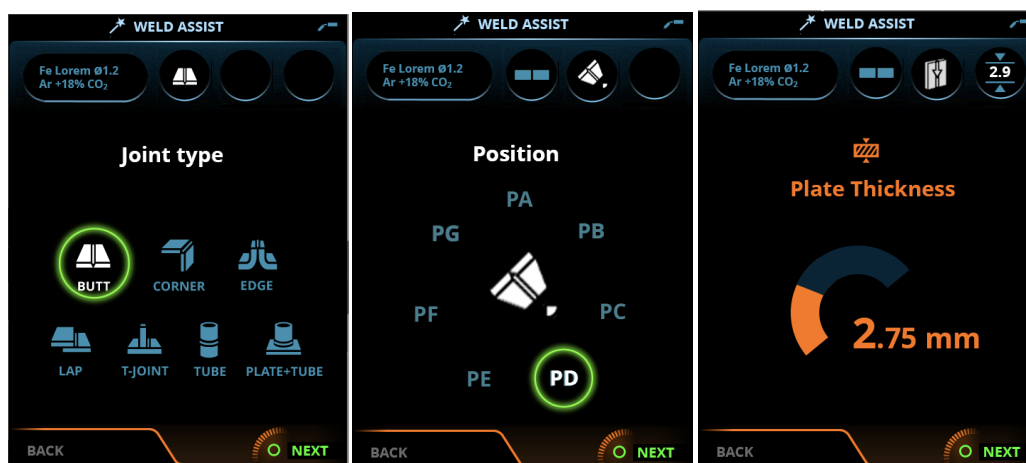 WELD ASSIST
Fe Lorem Ø1.2
Ar +18% CO₂
Joint type
BUTT
CORNER
EDGE
LAP
T-JOINT
TUBE
PLATE+TUBE
BACK
NEXT
WELD ASSIST
Fe Lorem Ø1.2
Ar +18% CO₂
Position
PA
PG
PB
PF
PC
PE
PD
BACK
NEXT
WELD ASSIST
Fe Lorem Ø1.2
Ar +18% CO₂
2.9
Plate Thickness
2.75 mm
BACK
NEXT